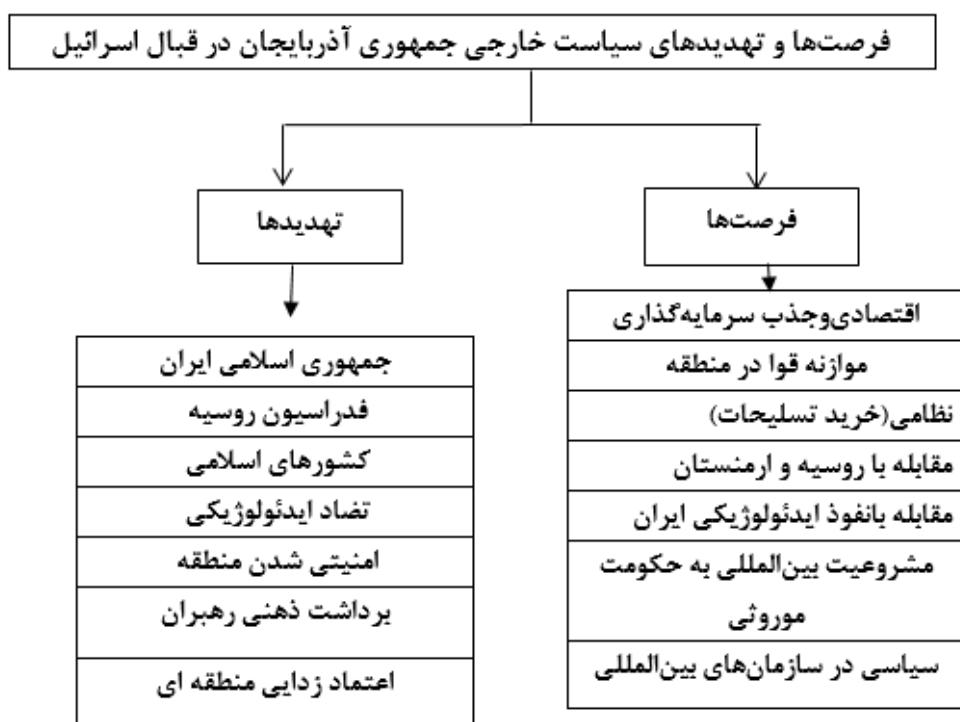 فرصت‌ها و تهدیدهای سیاست خارجی جمهوری آذربایجان در قبال اسرائیل
فرصت‌ها
اقتصادی‌وجذب سرمایه‌گذاری
موازنه قوا در منطقه
نظامی(خرید تسلیحات)
مقابله با روسیه و ارمنستان
مقابله بانفوذ ایدئولوژیکی ایران
مشروعیت بین‌المللی به حکومت
موروثی
سیاسی در سازمان‌های بین‌المللی
تهدیدها
جمهوری اسلامی ایران
فدراسیون روسیه
کشورهای اسلامی
تضاد ایدئولوژیکی
امنیتی شدن منطقه
برداشت ذهنی رهبران
اعتماد زدایی منطقه ای